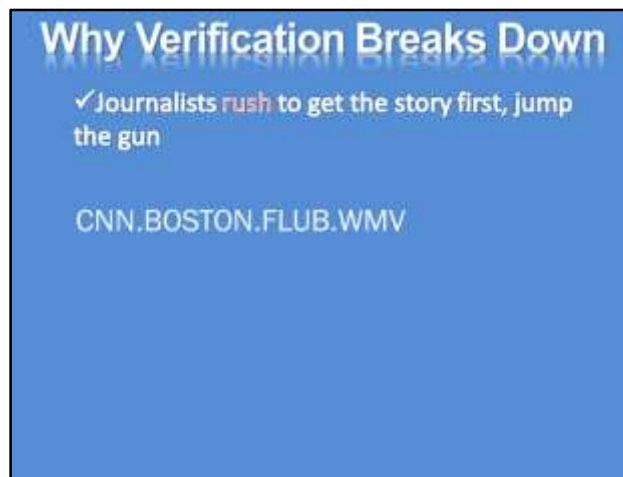 Why Verification Breaks Down
✓Journalists rush to get the story first, jump
the gun
CNN.BOSTON.FLUB.WMV